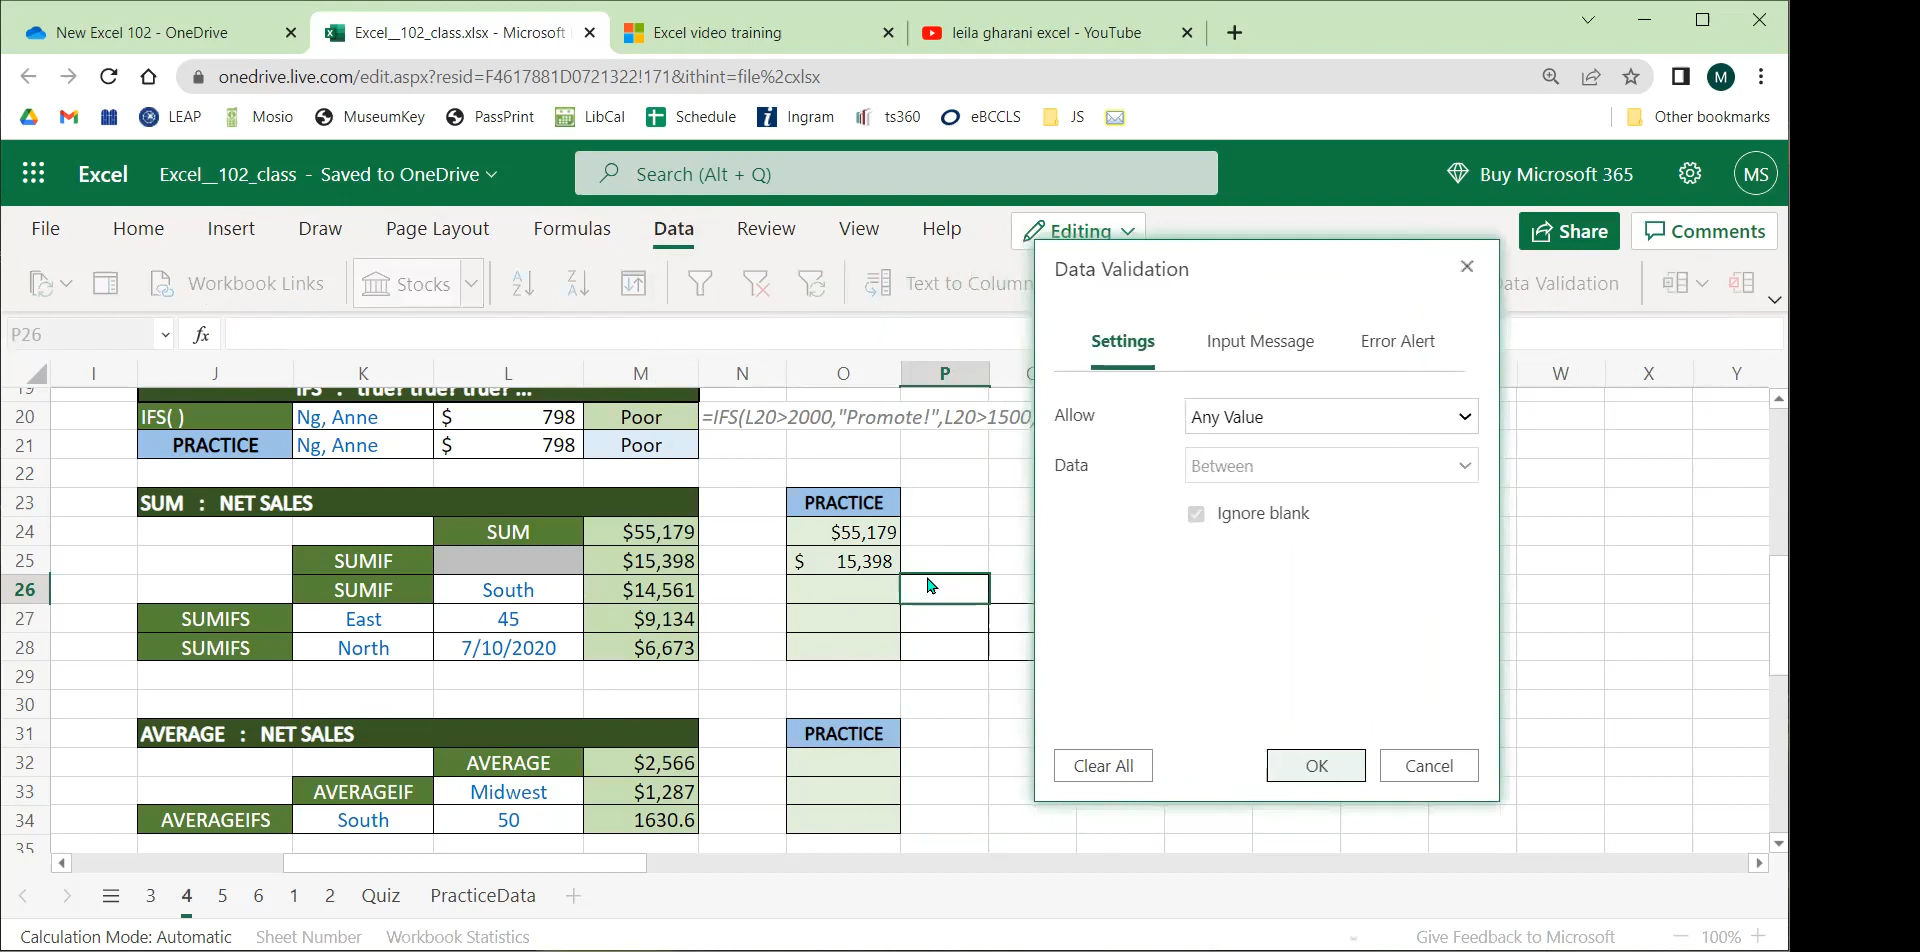 New Excel 102 - OneDrive
Excel__102_class.xlsx - Microsoft
Excel video training
leila gharani excel - YouTube
onedrive.live.com/edit.aspx?resid=F4617881D0721322!171&ithint=file%2cxlsx
M
LEAP
Mosio
MuseumKey
PassPrint
LibCal
Schedule
Ingram
ts360
eBCCLS
JS
Other bookmarks
Excel
Excel__102_class - Saved to OneDrive
Search (Alt + Q)
Buy Microsoft 365
MS
File
Home
Insert
Draw
Page Layout
Formulas
Data
Review
View
Help
Editing
Share
Comments
Workbook Links
Stocks
Text to Column
ata Validation
P26
fx
I J K L M N O P W X Y
19 IFS : true, true, true, ...
20 IFS( ) Ng, Anne $ 798 Poor =IFS(L20>2000,"Promote!",L20>1500,
21 PRACTICE Ng, Anne $ 798 Poor
22
23 SUM : NET SALES PRACTICE
24 SUM $55,179 $55,179
25 SUMIF $15,398 $ 15,398
26 SUMIF South $14,561
27 SUMIFS East 45 $9,134
28 SUMIFS North 7/10/2020 $6,673
29
30
31 AVERAGE : NET SALES PRACTICE
32 AVERAGE $2,566
33 AVERAGEIF Midwest $1,287
34 AVERAGEIFS South 50 1630.6
35
Data Validation
Settings
Input Message
Error Alert
Allow
Any Value
Data
Between
Ignore blank
Clear All
OK
Cancel
3 4 5 6 1 2 Quiz PracticeData
Calculation Mode: Automatic
Sheet Number
Workbook Statistics
Give Feedback to Microsoft
100%